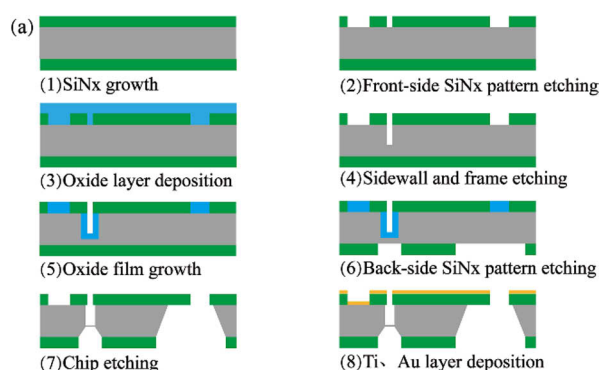 (a)
(1)SiNx growth
(2)Front-side SiNx pattern etching
(3)Oxide layer deposition
(4)Sidewall and frame etching
(5)Oxide film growth
(6)Back-side SiNx pattern etching
(7)Chip etching
(8)Ti、Au layer deposition